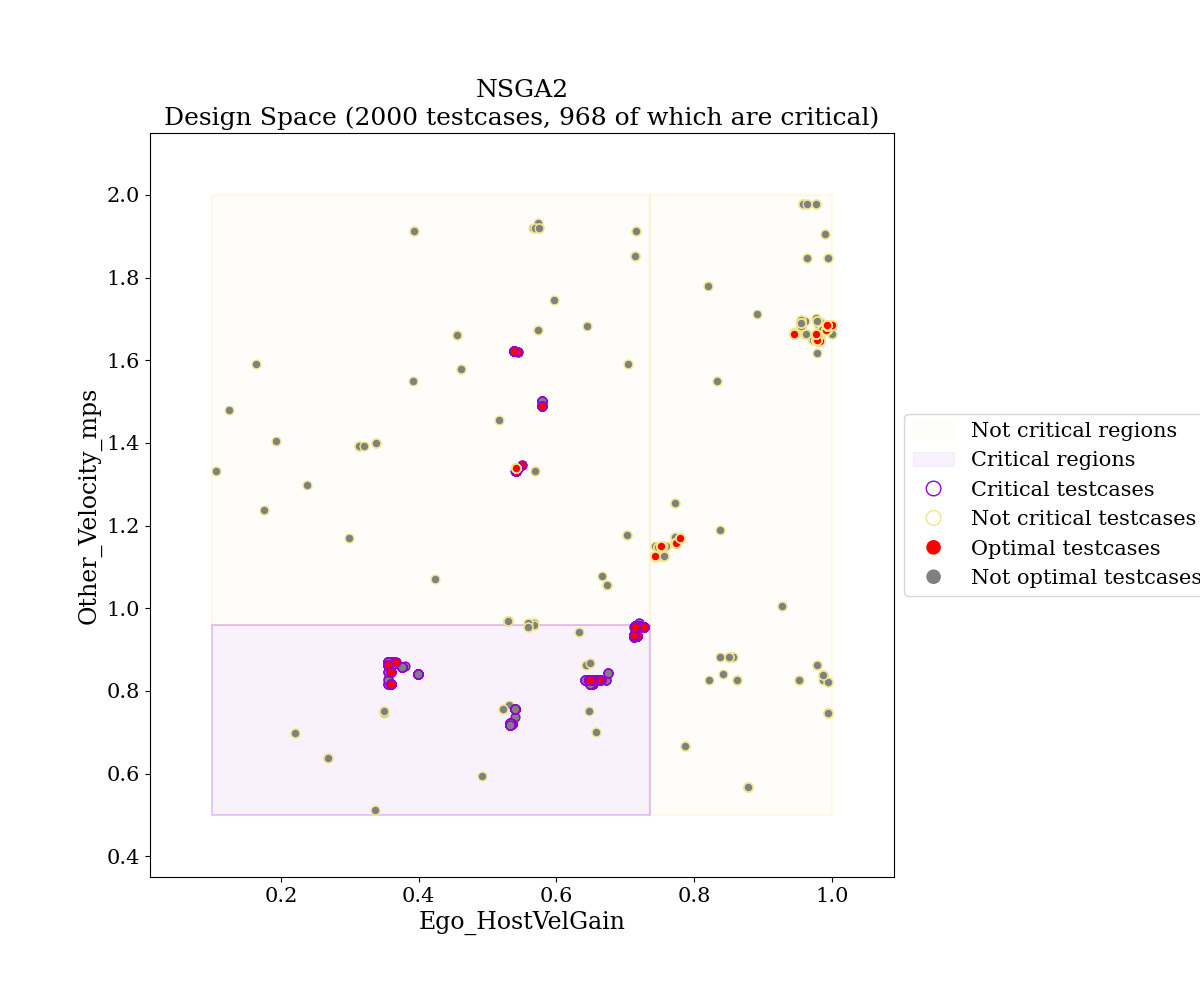 NSGA2
Design Space (2000 testcases, 968 of which are critical)
Other_Velocity_mps
2.0
1.8
1.6
1.4
1.2
1.0
0.8
0.6
0.4
0.2
0.4
0.6
0.8
1.0
Ego_HostVelGain
Not critical regions
Critical regions
Critical testcases
Not critical testcases
Optimal testcases
Not optimal testcases